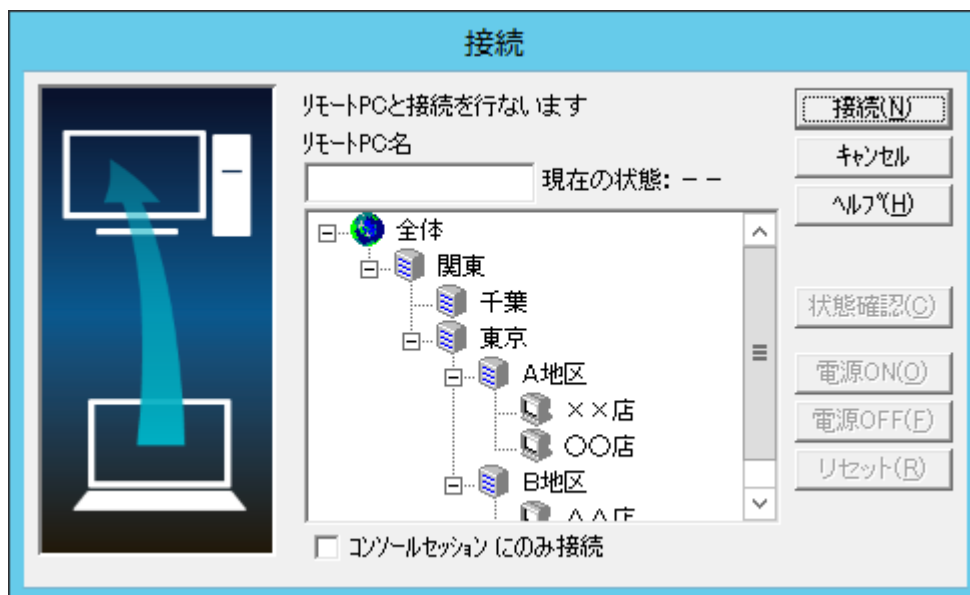 接続
リモートPCと接続を行ないます
リモートPC名
現在の状態: − −
全体
関東
千葉
東京
A地区
××店
○○店
B地区
△△店
コンソールセッションにのみ接続
接続(N)
キャンセル
ヘルプ(H)
状態確認(C)
電源ON(O)
電源OFF(F)
リセット(R)